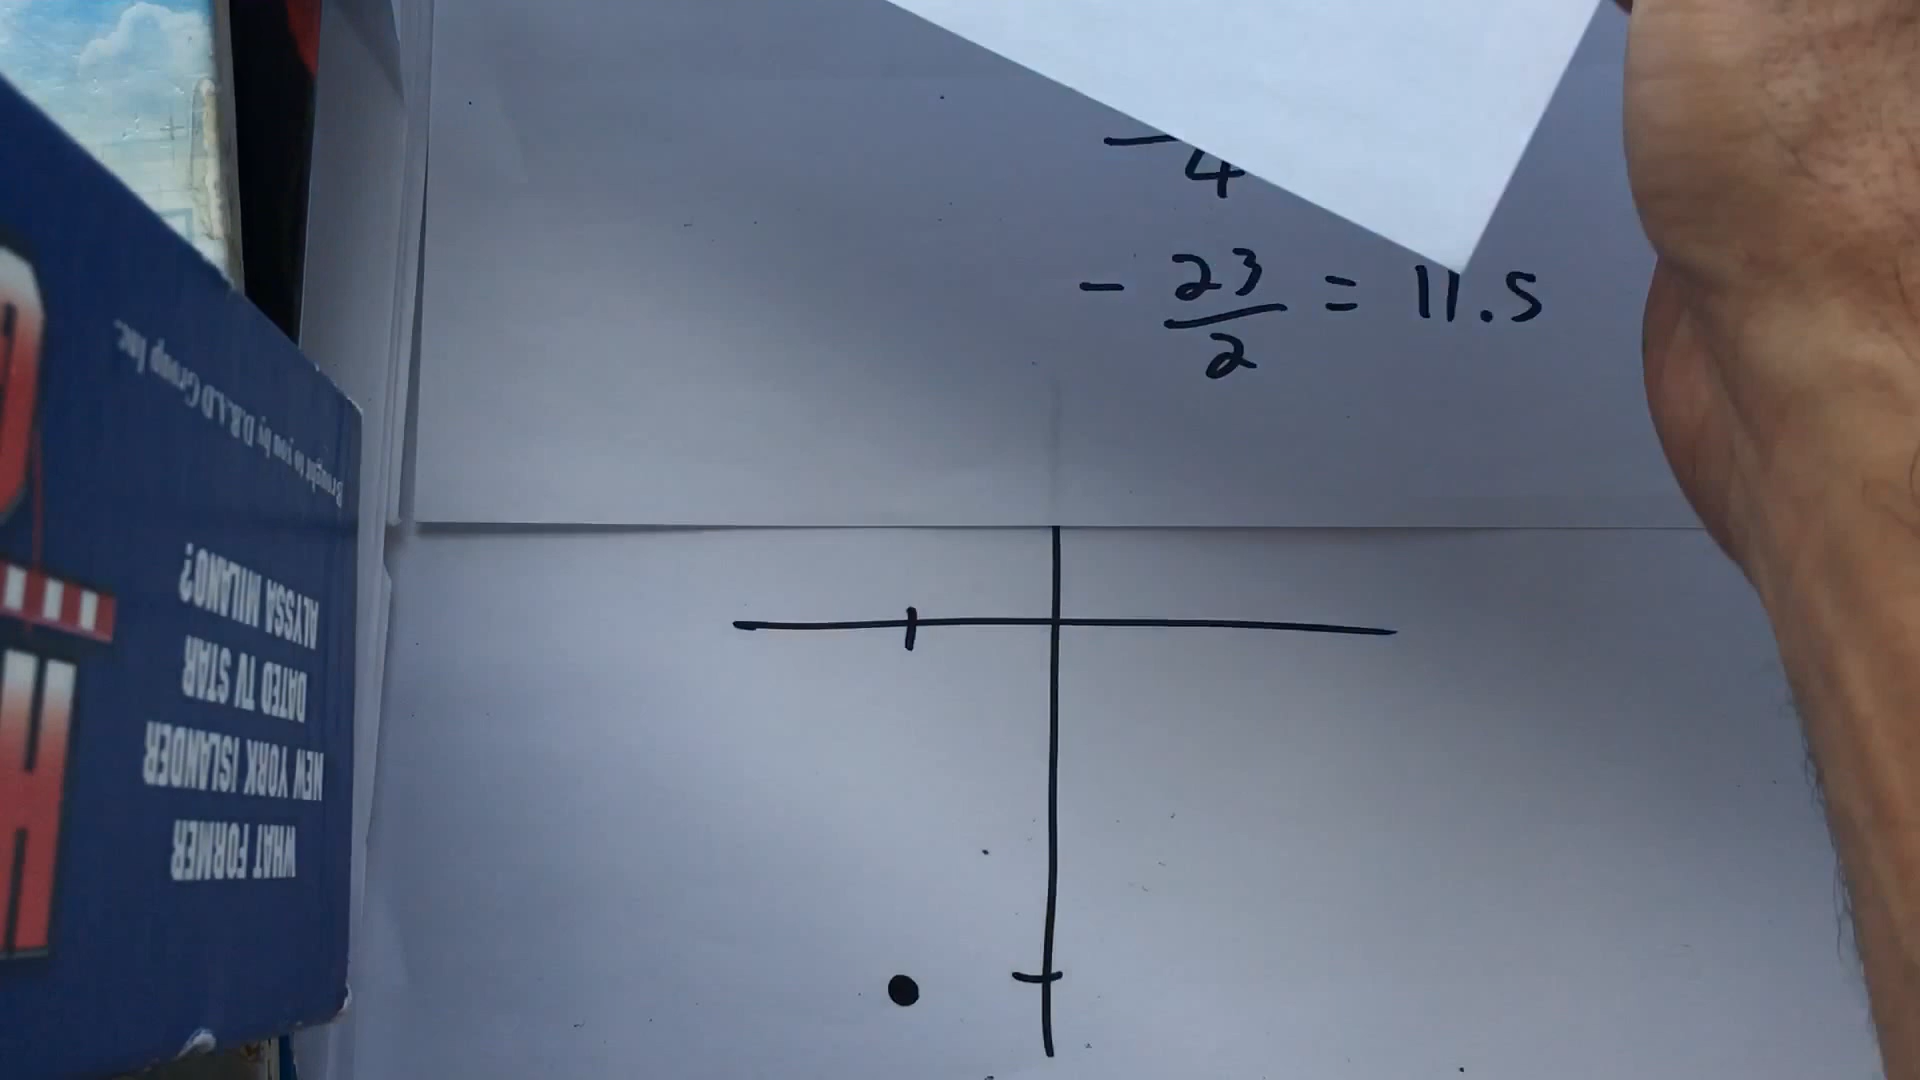 -4
- 23/2 = 11.5
Brought to you by D.R.A.D Group Inc.
WHAT FORMER
NEW YORK ISLANDER
DATED TV STAR
ALYSSA MILANO?